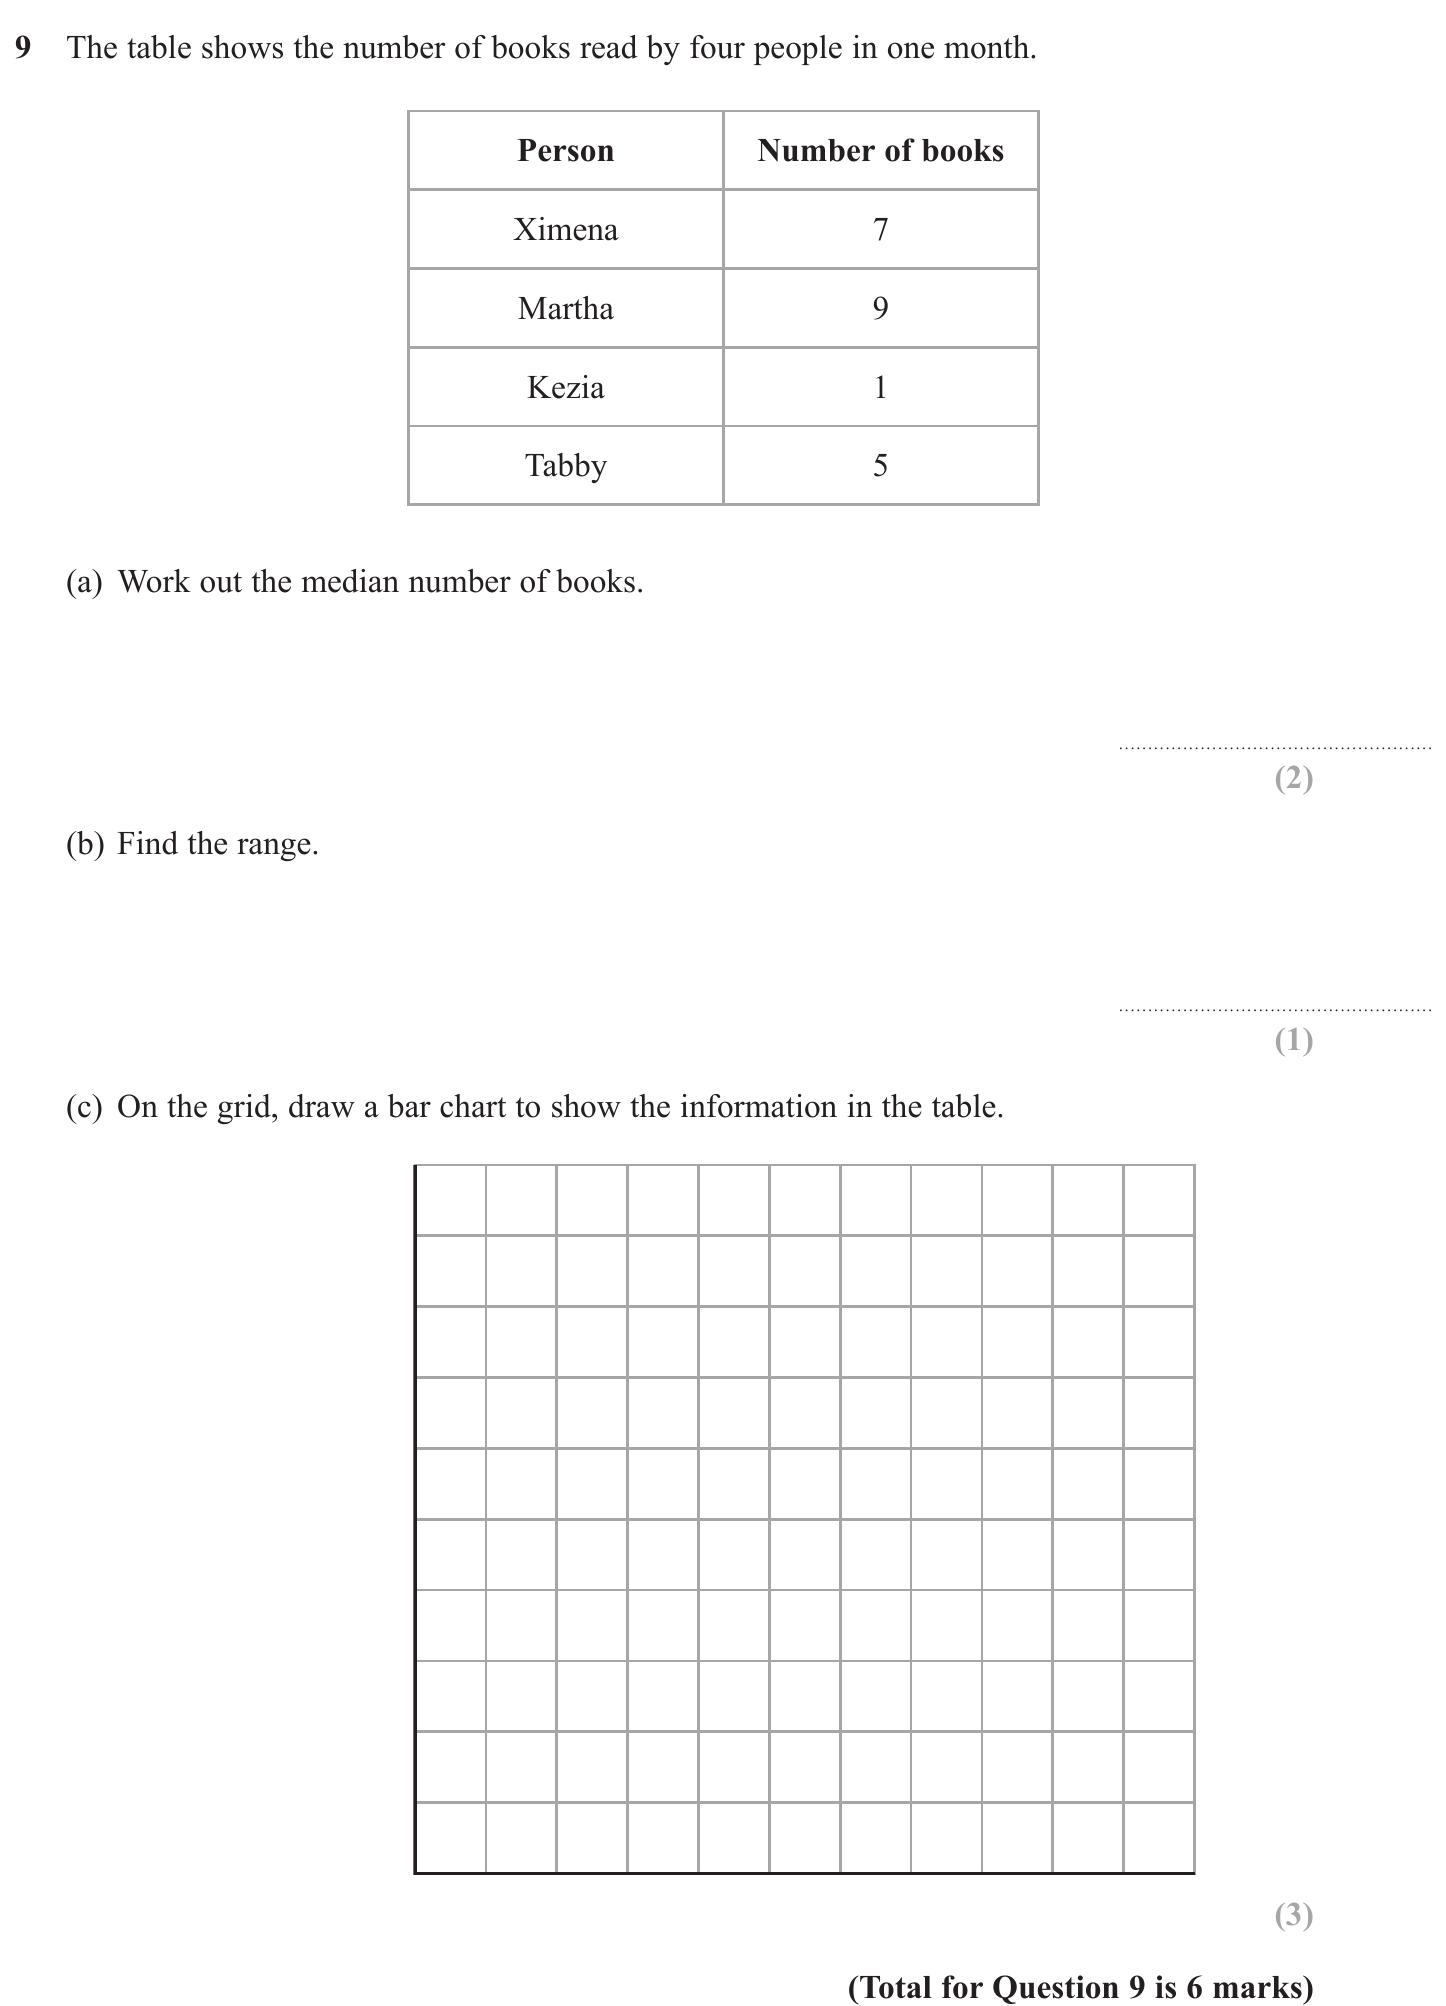 9 The table shows the number of books read by four people in one month.
Person Number of books
Ximena 7
Martha 9
Kezia 1
Tabby 5
(a) Work out the median number of books.
(2)
(b) Find the range.
(1)
(c) On the grid, draw a bar chart to show the information in the table.
(3)
(Total for Question 9 is 6 marks)